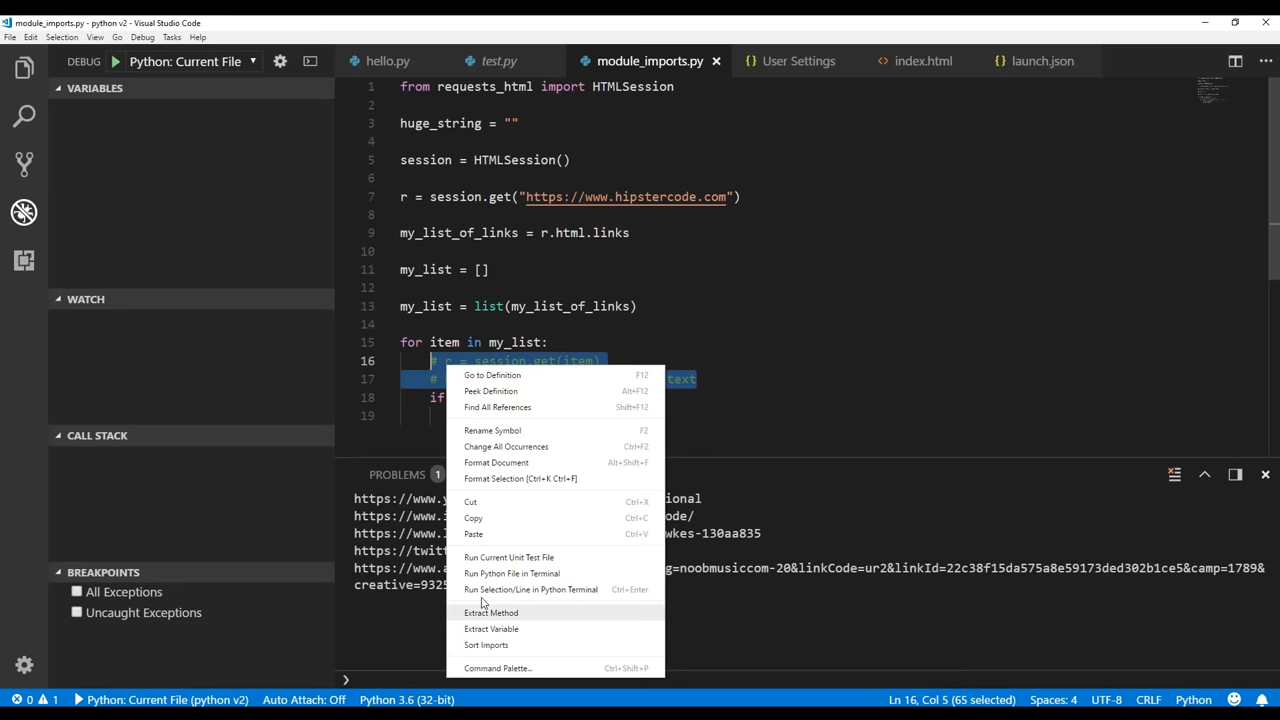 module_imports.py - python v2 - Visual Studio Code
File Edit Selection View Go Debug Tasks Help
DEBUG Python: Current File
hello.py test.py module_imports.py User Settings index.html launch.json
VARIABLES
WATCH
CALL STACK
BREAKPOINTS
All Exceptions
Uncaught Exceptions
1 from requests_html import HTMLSession
2
3 huge_string = ""
4
5 session = HTMLSession()
6
7 r = session.get("https://www.hipstercode.com")
8
9 my_list_of_links = r.html.links
10
11 my_list = []
12
13 my_list = list(my_list_of_links)
14
15 for item in my_list:
16 # r = session.get(item)
17 # text
18 if
19
Go to Definition F12
Peek Definition Alt+F12
Find All References Shift+F12
Rename Symbol F2
Change All Occurrences Ctrl+F2
Format Document Alt+Shift+F
Format Selection [Ctrl+K Ctrl+F]
Cut Ctrl+X
Copy Ctrl+C
Paste Ctrl+V
Run Current Unit Test File
Run Python File in Terminal
Run Selection/Line in Python Terminal Ctrl+Enter
Extract Method
Extract Variable
Sort Imports
Command Palette... Ctrl+Shift+P
PROBLEMS 1
https://www.y ional
https://www.i ode/
https://www.l wkes-130aa835
https://twitt
https://www.a g=noobmusiccom-20&linkCode=ur2&linkId=22c38f15da575a8e59173ded302b1ce5&camp=1789&
creative=9325
0 1 Python: Current File (python v2) Auto Attach: Off Python 3.6 (32-bit) Ln 16, Col 5 (65 selected) Spaces: 4 UTF-8 CRLF Python